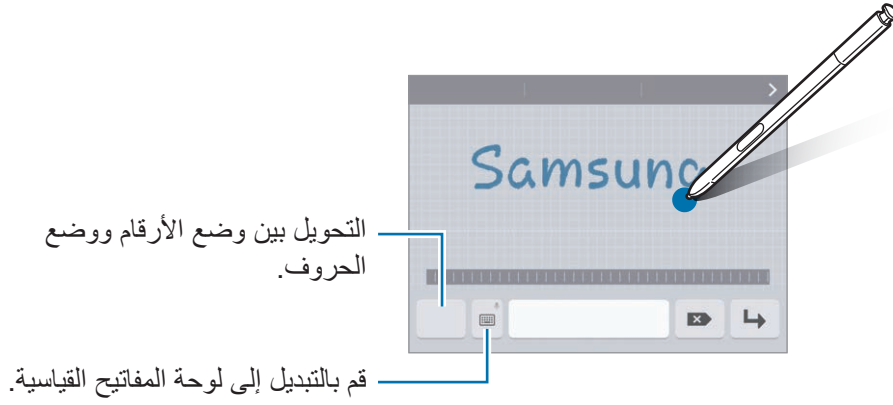 Samsung
التحويل بين وضع الأرقام ووضع
الحروف.
قم بالتبديل إلى لوحة المفاتيح القياسية.